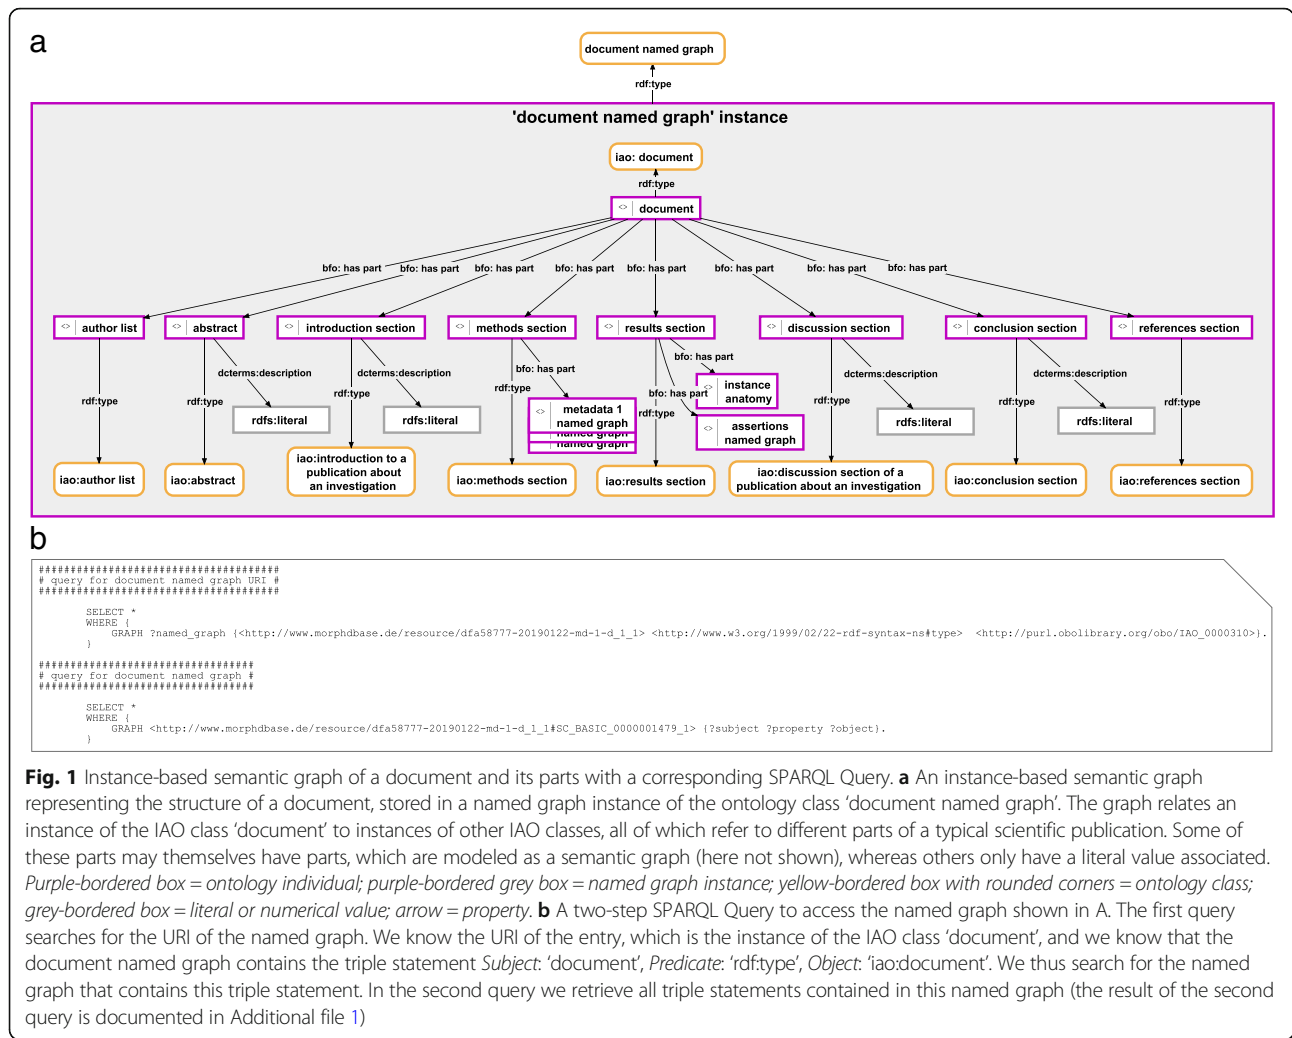 a
document named graph
rdf:type
'document named graph' instance
iao: document
rdf:type
<> document
bfo: has part bfo: has part bfo: has part bfo: has part bfo: has part bfo: has part bfo: has part bfo: has part
<> author list <> abstract <> introduction section <> methods section <> results section <> discussion section <> conclusion section <> references section
bfo: has part
bfo: has part
dcterms:description dcterms:description dcterms:description dcterms:description
rdf:type rdf:type rdf:type rdf:type rdf:type rdf:type rdf:type rdf:type
bfo: has part
<> instance
anatomy
<> metadata 1
named graph
named graph
named graph
rdfs:literal rdfs:literal rdfs:literal rdfs:literal
<> assertions
named graph
iao:author list
iao:abstract
iao:introduction to a
publication about
an investigation
iao:methods section
iao:results section
iao:discussion section of a
publication about an investigation
iao:conclusion section
iao:references section
b
######################################
# query for document named graph URI #
######################################
SELECT *
WHERE {
GRAPH ?named_graph {<http://www.morphdbase.de/resource/dfa58777-20190122-md-1-d_1_1> <http://www.w3.org/1999/02/22-rdf-syntax-ns#type> <http://purl.obolibrary.org/obo/IAO_0000310>}.
}
##################################
# query for document named graph #
##################################
SELECT *
WHERE {
GRAPH <http://www.morphdbase.de/resource/dfa58777-20190122-md-1-d_1_1#SC_BASIC_0000001479_1> {?subject ?property ?object}.
}
Fig. 1 Instance-based semantic graph of a document and its parts with a corresponding SPARQL Query. a An instance-based semantic graph
representing the structure of a document, stored in a named graph instance of the ontology class ‘document named graph’. The graph relates an
instance of the IAO class ‘document’ to instances of other IAO classes, all of which refer to different parts of a typical scientific publication. Some of
these parts may themselves have parts, which are modeled as a semantic graph (here not shown), whereas others only have a literal value associated.
Purple-bordered box = ontology individual; purple-bordered grey box = named graph instance; yellow-bordered box with rounded corners = ontology class;
grey-bordered box = literal or numerical value; arrow = property. b A two-step SPARQL Query to access the named graph shown in A. The first query
searches for the URI of the named graph. We know the URI of the entry, which is the instance of the IAO class ‘document’, and we know that the
document named graph contains the triple statement Subject: ‘document’, Predicate: ‘rdf:type’, Object: ‘iao:document’. We thus search for the named
graph that contains this triple statement. In the second query we retrieve all triple statements contained in this named graph (the result of the second
query is documented in Additional file 1)